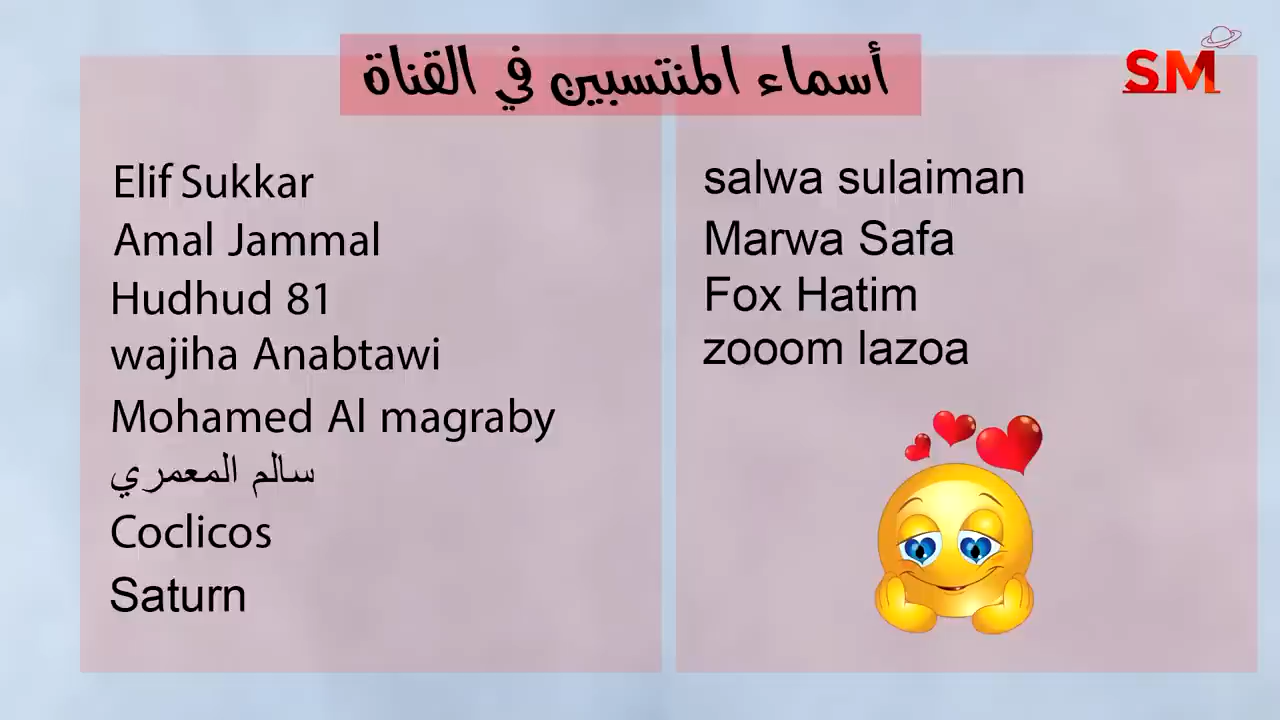 أسماء المنتسبين في القناة
SM
Elif Sukkar
Amal Jammal
Hudhud 81
wajiha Anabtawi
Mohamed Al magraby
سالم المعمري
Coclicos
Saturn
salwa sulaiman
Marwa Safa
Fox Hatim
zooom lazoa